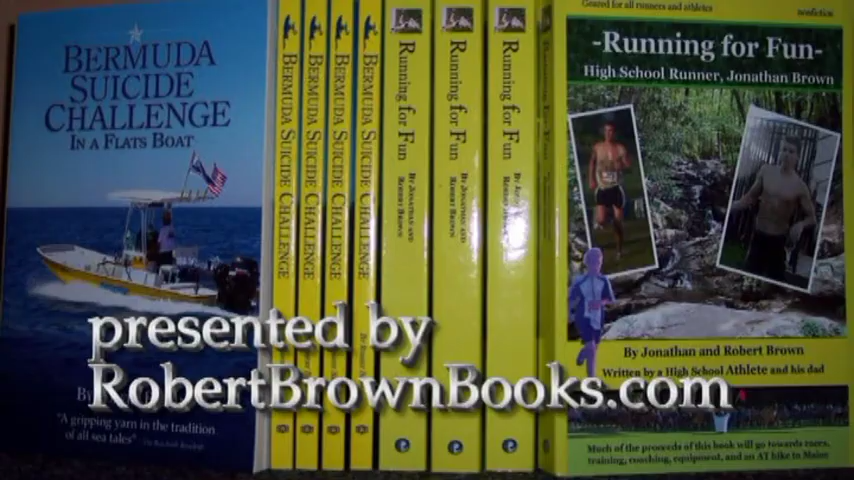 BERMUDA
SUICIDE
CHALLENGE
IN A FLATS BOAT
"A gripping yarn in the tradition
of all sea tales"
BERMUDA SUICIDE CHALLENGE
BERMUDA SUICIDE CHALLENGE
BERMUDA SUICIDE CHALLENGE
BERMUDA SUICIDE CHALLENGE
Running for Fun
BY JONATHAN AND
ROBERT BROWN
Running for Fun
BY JONATHAN AND
ROBERT BROWN
Running for Fun
Geared for all runners and athletes
nonfiction
-Running for Fun-
High School Runner, Jonathan Brown
By Jonathan and Robert Brown
Written by a High School Athlete and his dad
Much of the proceeds of this book will go towards races,
training, coaching, equipment, and an AT hike in Maine
presented by
RobertBrownBooks.com